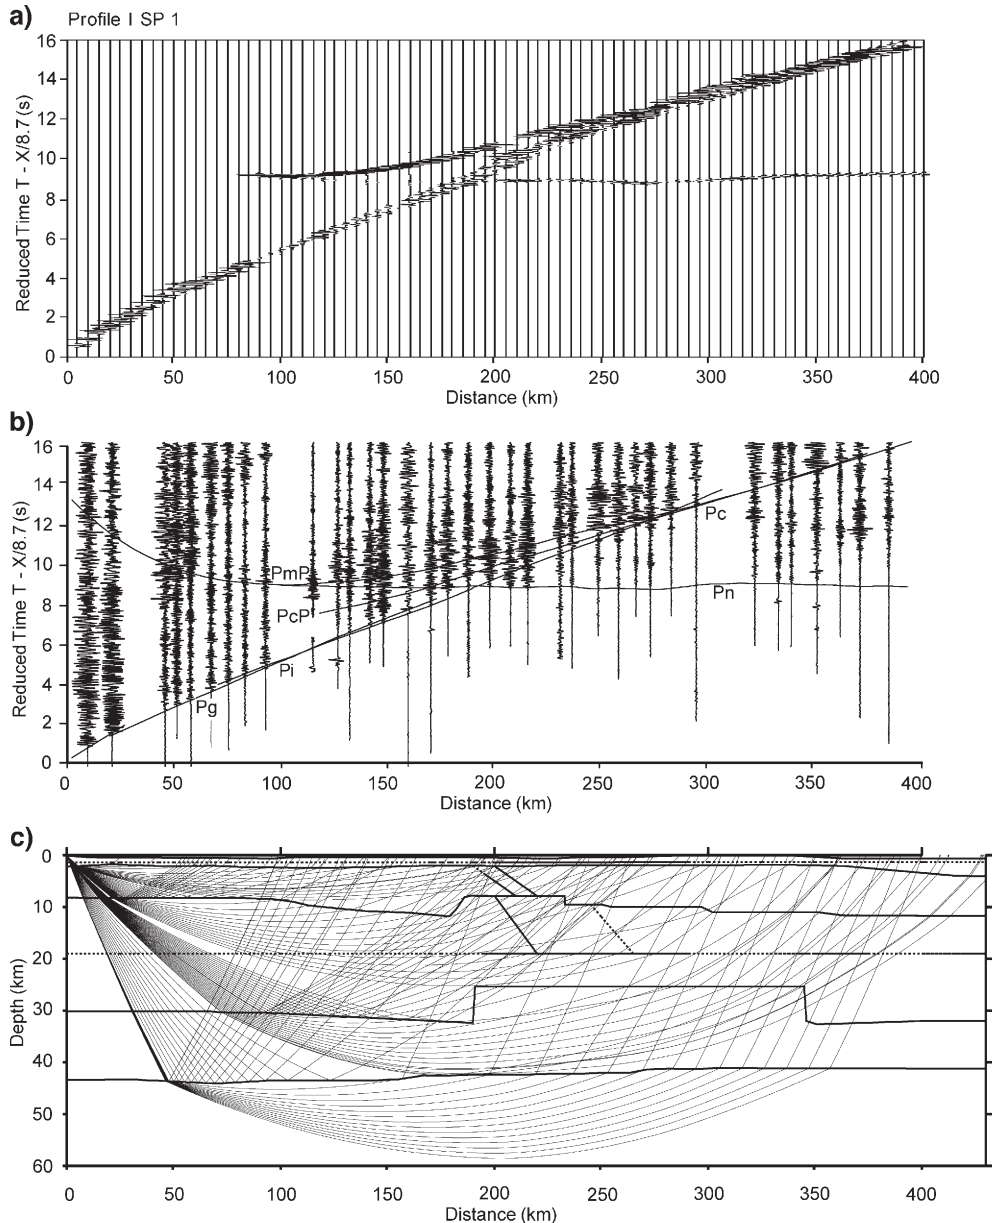 a)
Profile I SP 1
16
14
12
10
8
6
4
2
0
Reduced Time T - X/8.7 (s)
0 50 100 150 200 250 300 350 400
Distance (km)
b)
16
14
12
10
8
6
4
2
0
Reduced Time T - X/8.7 (s)
PmP
PcP
Pi
Pg
Pc
Pn
0 50 100 150 200 250 300 350 400
Distance (km)
c)
0
10
20
30
40
50
60
Depth (km)
0 50 100 150 200 250 300 350 400
Distance (km)